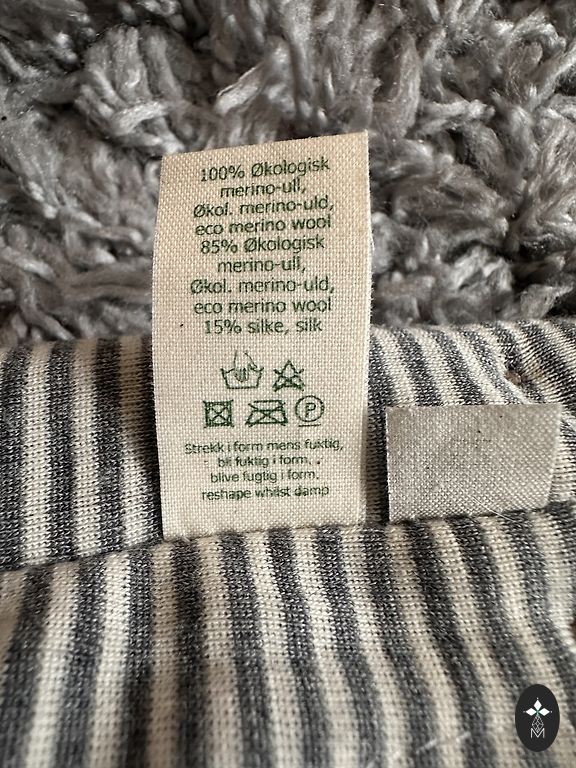 100% Økologisk
merino-ull,
Økol. merino-uld,
eco merino wool
85% Økologisk
merino-ull,
Økol. merino-uld,
eco merino wool
15% silke, silk
P
Strekk i form mens fuktig,
bli fuktig i form,
blive fugtig i form.
reshape whilst damp
M